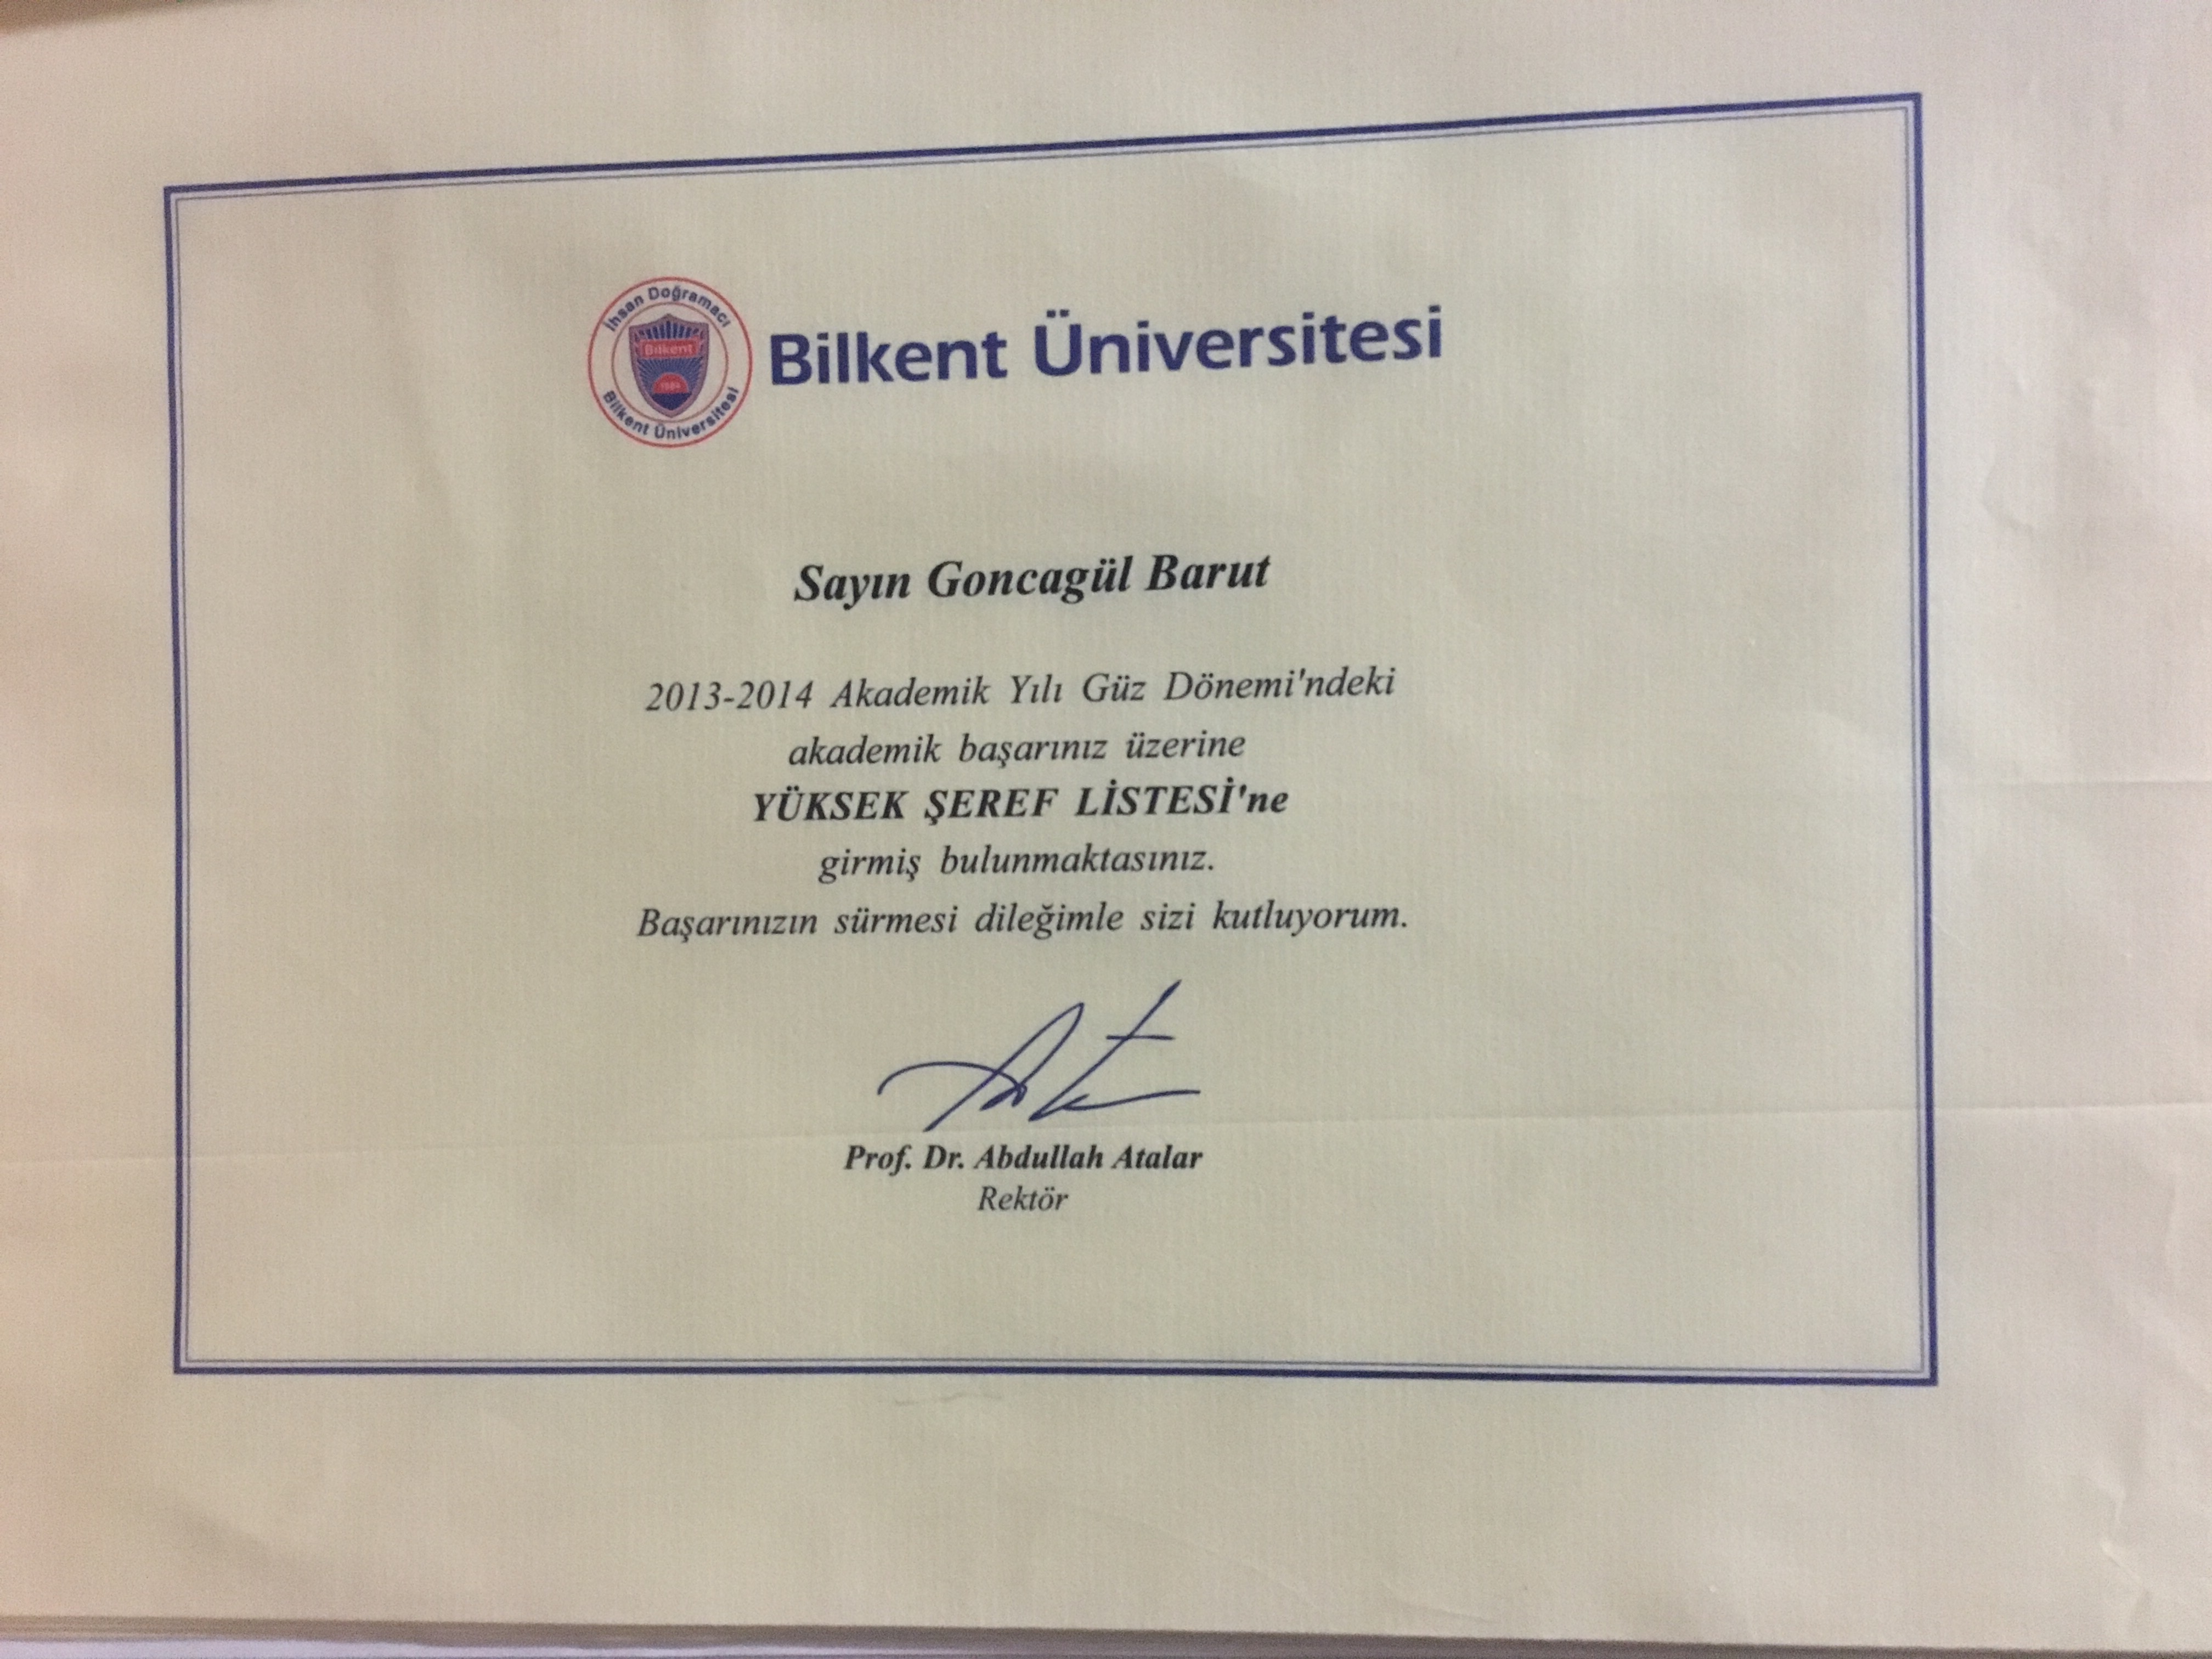 İhsan Doğramacı
Bilkent
1984
Bilkent Üniversitesi
Bilkent Üniversitesi
Sayın Goncagül Barut
2013-2014 Akademik Yılı Güz Dönemi'ndeki
akademik başarınız üzerine
YÜKSEK ŞEREF LİSTESİ'ne
girmiş bulunmaktasınız.
Başarınızın sürmesi dileğimle sizi kutluyorum.
Prof. Dr. Abdullah Atalar
Rektör